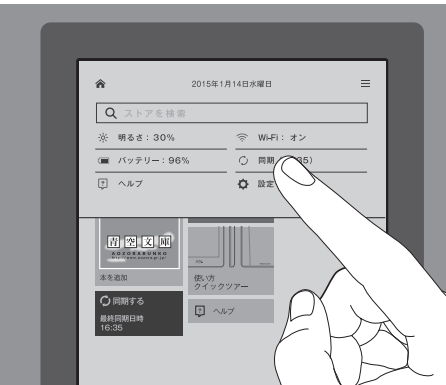 2015年1月14日水曜日
ストアを検索
明るさ：30%
Wi-Fi： オン
バッテリー：96%
同期
35)
ヘルプ
設定
青空文庫
AOZORABUNKO
本を追加
使い方
クイックツアー
同期する
最終同期日時
16:35
ヘルプ